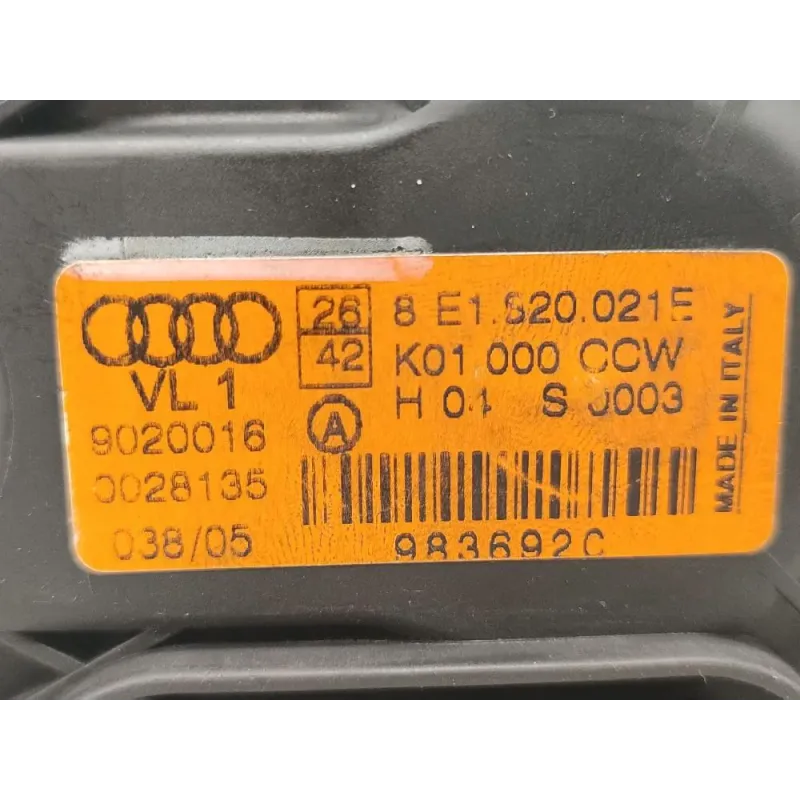 VL 1
9020016
0028135
038/05
26
42
A
8 E1.820.021E
K01 000 CCW
H 04 S 0003
983692C
MADE IN ITALY